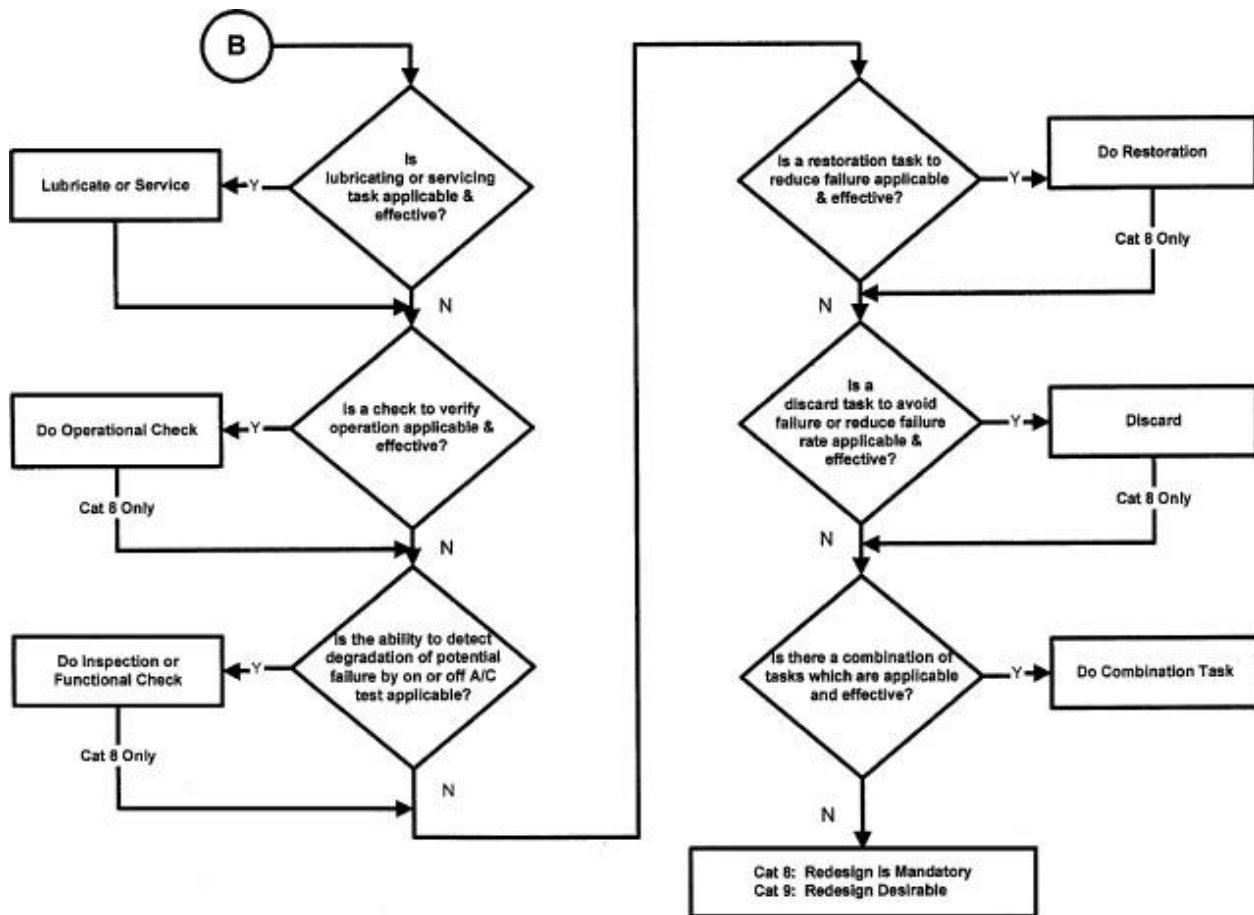 B
Is
lubricating or servicing
task applicable &
effective?
Y
Lubricate or Service
N
Is a check to verify
operation applicable &
effective?
Y
Do Operational Check
Cat 8 Only
N
Is the ability to detect
degradation of potential
failure by on or off A/C
test applicable?
Y
Do Inspection or
Functional Check
Cat 8 Only
N
Is a restoration task to
reduce failure applicable
& effective?
Y
Do Restoration
Cat 8 Only
N
Is a
discard task to avoid
failure or reduce failure
rate applicable &
effective?
Y
Discard
Cat 8 Only
N
Is there a combination of
tasks which are applicable
and effective?
Y
Do Combination Task
N
Cat 8: Redesign is Mandatory
Cat 9: Redesign Desirable